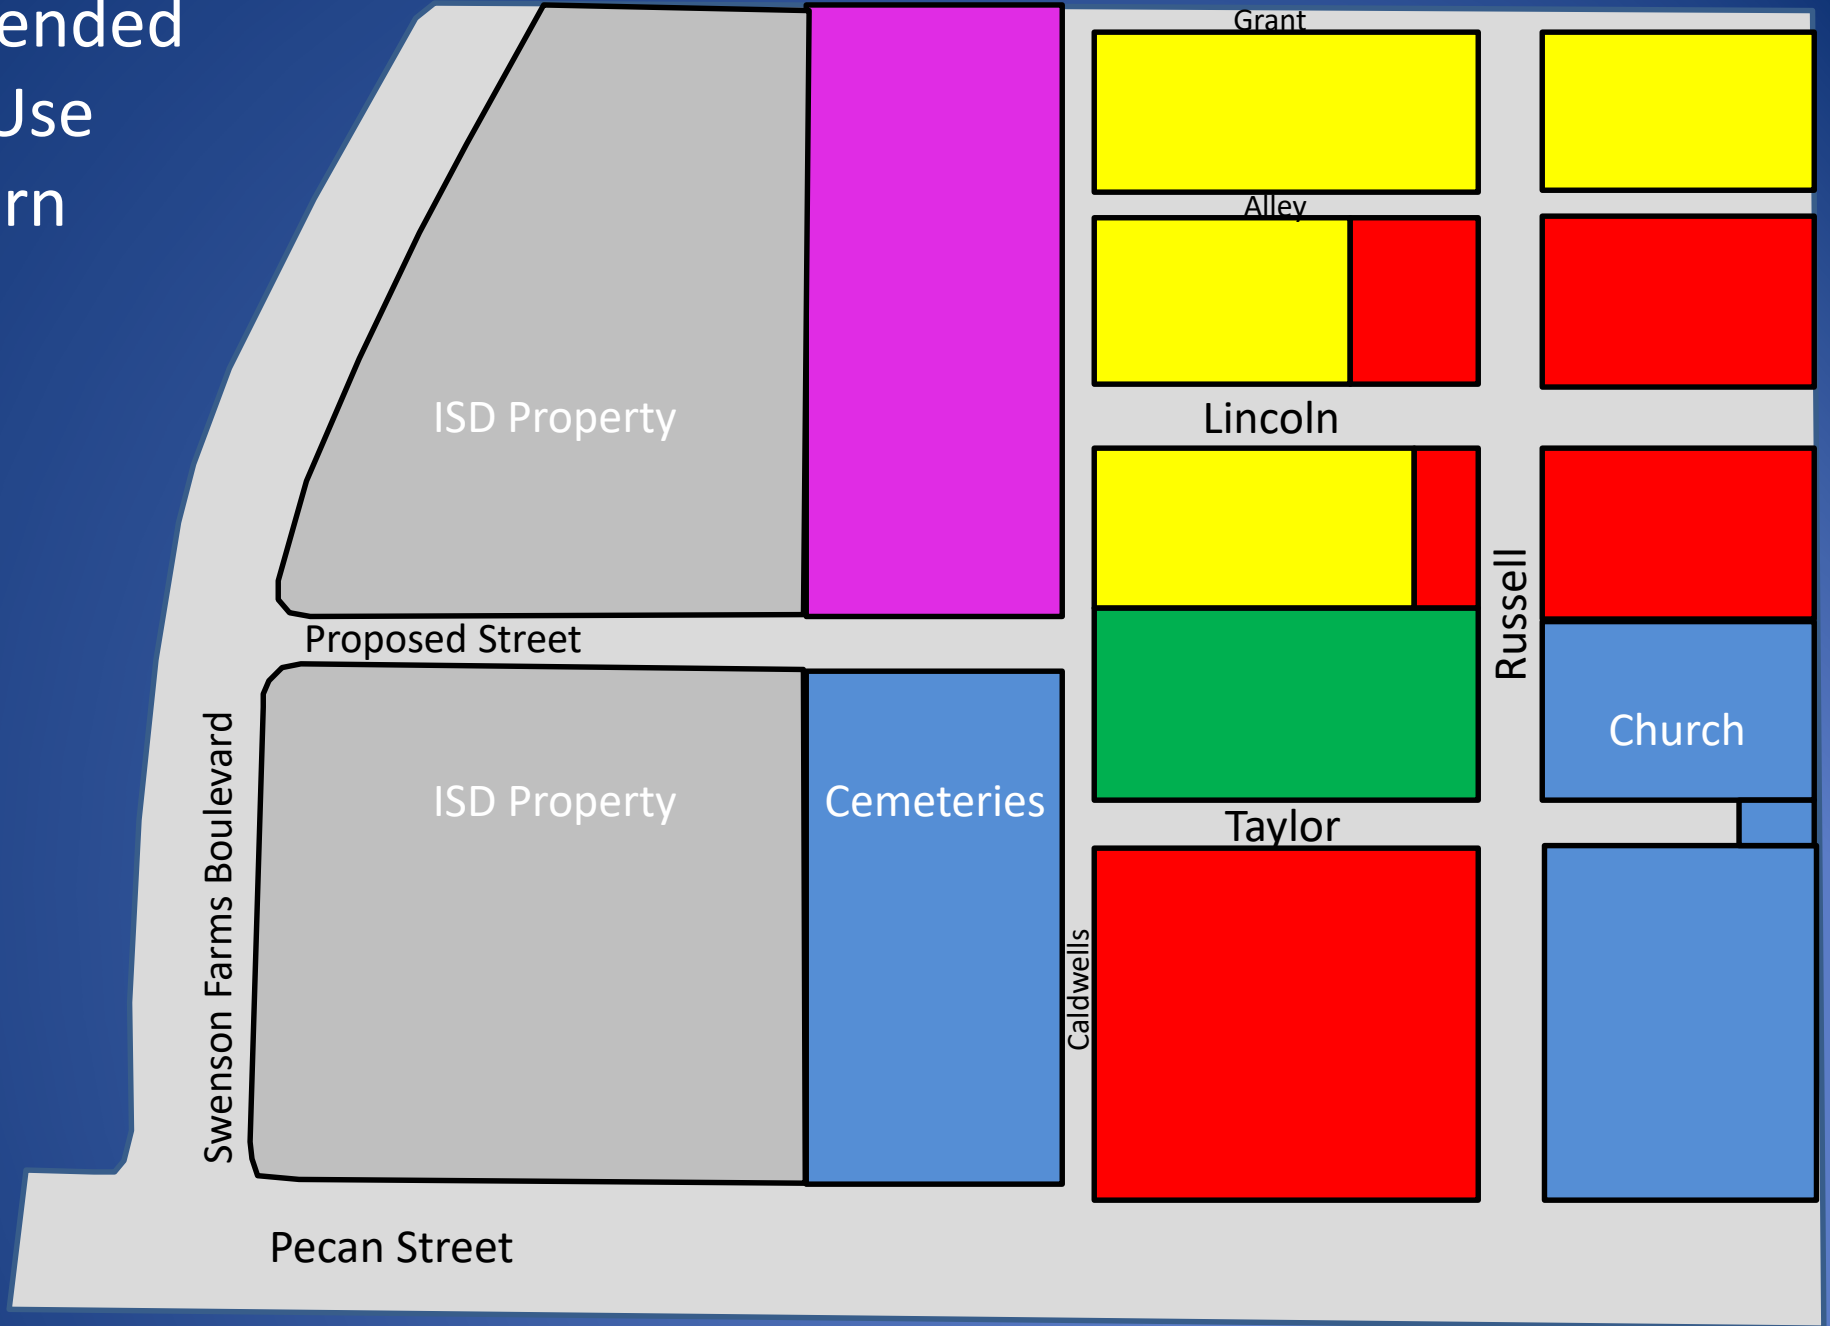 ended
Use
rn
Grant
Alley
ISD Property
Lincoln
Russell
Proposed Street
Church
Swenson Farms Boulevard
ISD Property
Cemeteries
Taylor
Caldwells
Pecan Street